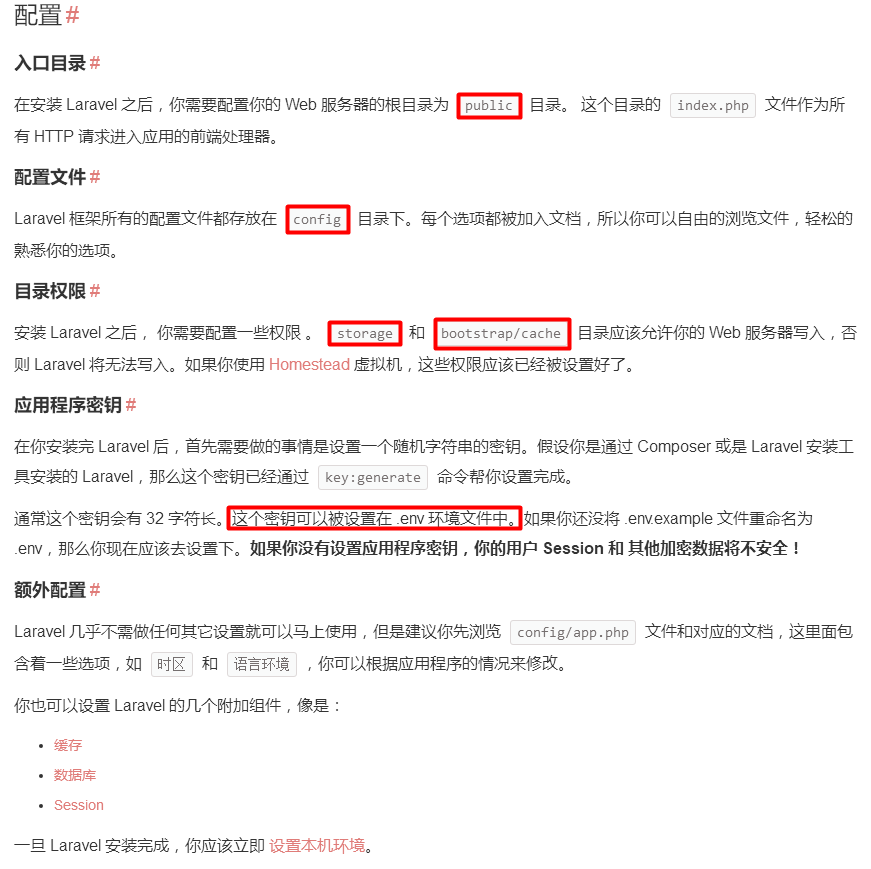 配置#
入口目录#
在安装 Laravel 之后，你需要配置你的 Web 服务器的根目录为 public 目录。 这个目录的 index.php 文件作为所
有 HTTP 请求进入应用的前端处理器。
配置文件#
Laravel 框架所有的配置文件都存放在 config 目录下。每个选项都被加入文档，所以你可以自由的浏览文件，轻松的
熟悉你的选项。
目录权限#
安装 Laravel 之后， 你需要配置一些权限 。 storage 和 bootstrap/cache 目录应该允许你的 Web 服务器写入，否
则 Laravel 将无法写入。如果你使用 Homestead 虚拟机，这些权限应该已经被设置好了。
应用程序密钥#
在你安装完 Laravel 后，首先需要做的事情是设置一个随机字符串的密钥。假设你是通过 Composer 或是 Laravel 安装工
具安装的 Laravel，那么这个密钥已经通过 key:generate 命令帮你设置完成。
通常这个密钥会有 32 字符长。这个密钥可以被设置在 .env 环境文件中。如果你还没将 .env.example 文件重命名为
.env，那么你现在应该去设置下。如果你没有设置应用程序密钥，你的用户 Session 和 其他加密数据将不安全！
额外配置#
Laravel 几乎不需做任何其它设置就可以马上使用，但是建议你先浏览 config/app.php 文件和对应的文档，这里面包
含着一些选项，如 时区 和 语言环境 ，你可以根据应用程序的情况来修改。
你也可以设置 Laravel 的几个附加组件，像是：
• 缓存
• 数据库
• Session
一旦 Laravel 安装完成，你应该立即 设置本机环境。